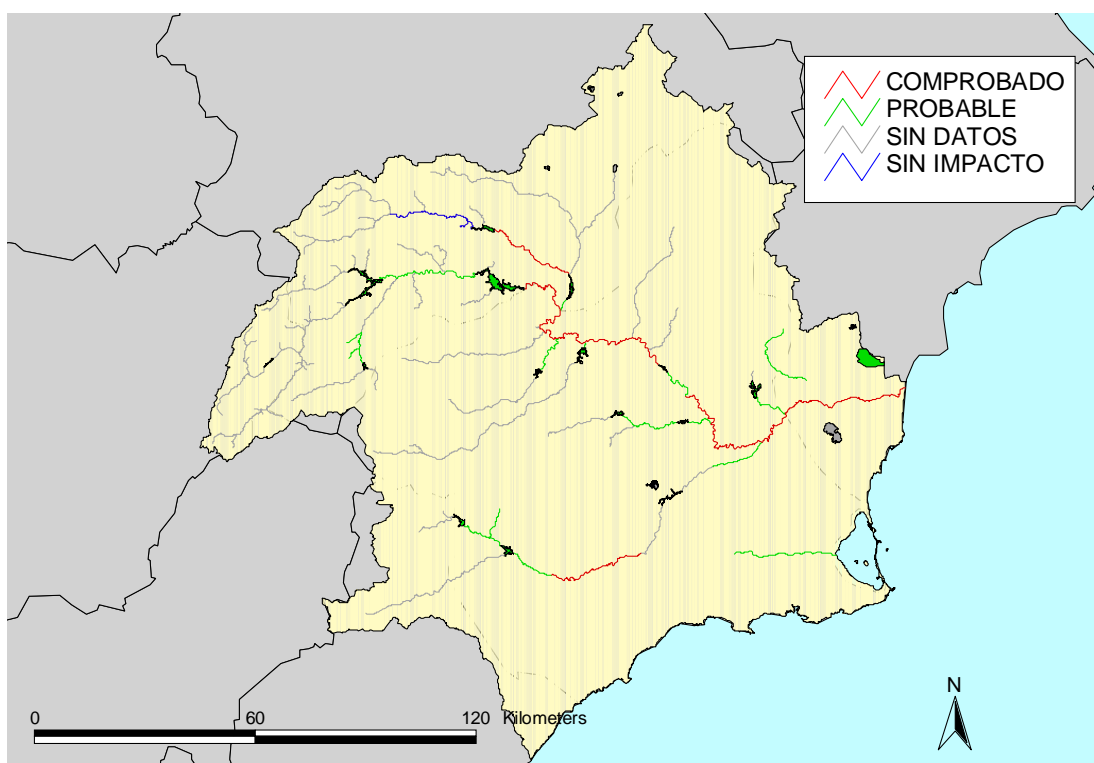 COMPROBADO
PROBABLE
SIN DATOS
SIN IMPACTO
0 60 120 Kilometers
N